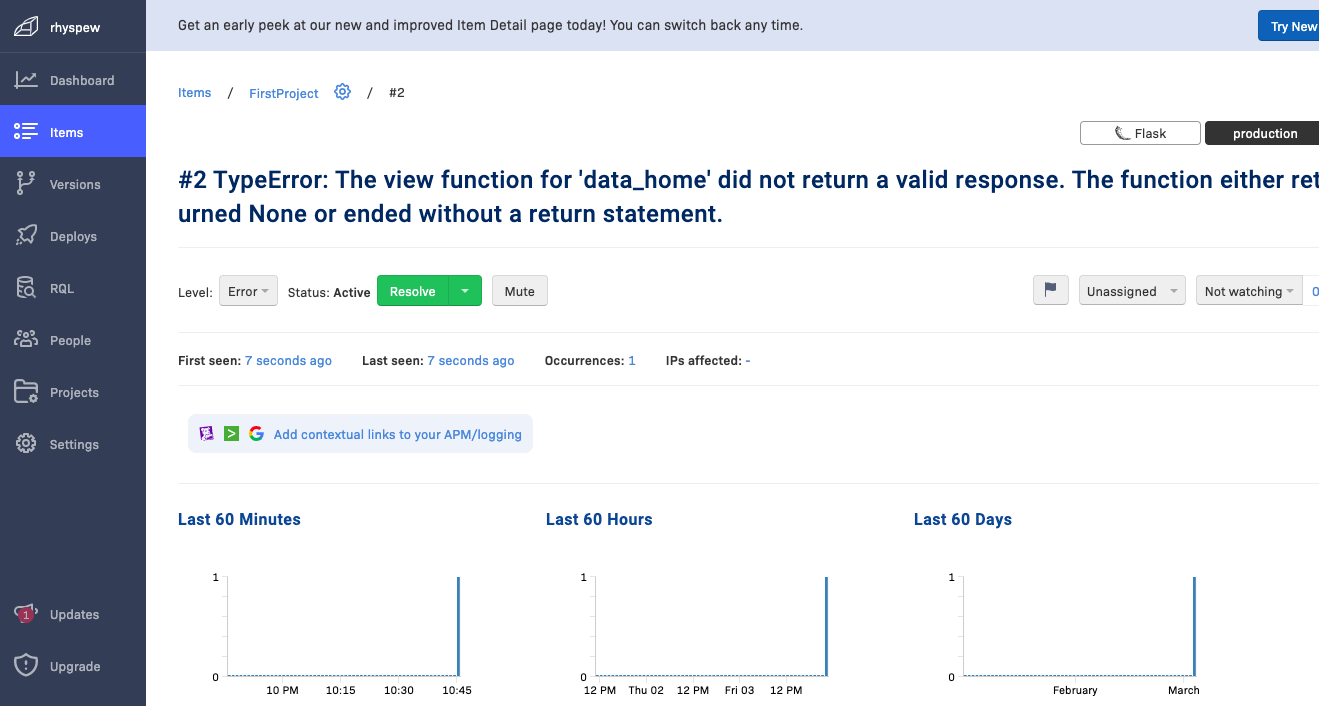 rhyspew
Get an early peek at our new and improved Item Detail page today! You can switch back any time.
Try New
Dashboard
Items
Versions
Deploys
RQL
People
Projects
Settings
1
Updates
Upgrade
Items / FirstProject / #2
Flask
production
#2 TypeError: The view function for 'data_home' did not return a valid response. The function either ret
urned None or ended without a return statement.
Level: Error Status: Active Resolve Mute
Unassigned Not watching 0
First seen: 7 seconds ago Last seen: 7 seconds ago Occurrences: 1 IPs affected: -
Add contextual links to your APM/logging
Last 60 Minutes
1
0
10 PM 10:15 10:30 10:45
Last 60 Hours
1
0
12 PM Thu 02 12 PM Fri 03 12 PM
Last 60 Days
1
0
February March